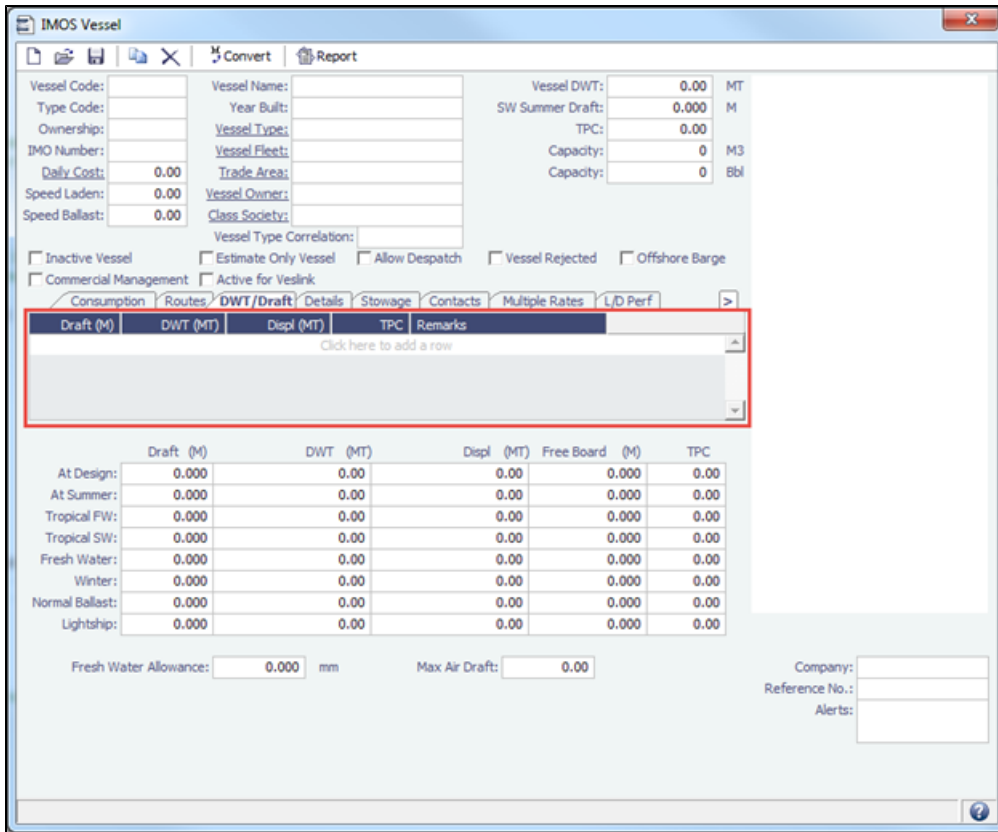 IMOS Vessel
Convert Report
Vessel Code: Vessel Name: Vessel DWT: 0.00 MT
Type Code: Year Built: SW Summer Draft: 0.000 M
Ownership: Vessel Type: TPC: 0.00
IMO Number: Vessel Fleet: Capacity: 0 M3
Daily Cost: 0.00 Trade Area: Capacity: 0 Bbl
Speed Laden: 0.00 Vessel Owner:
Speed Ballast: 0.00 Class Society:
Vessel Type Correlation:
Inactive Vessel Estimate Only Vessel Allow Despatch Vessel Rejected Offshore Barge
Commercial Management Active for Veslink
Consumption Routes DWT/Draft Details Stowage Contacts Multiple Rates L/D Perf >
Draft (M) DWT (MT) Displ (MT) TPC Remarks
Click here to add a row
Draft (M) DWT (MT) Displ (MT) Free Board (M) TPC
At Design: 0.000 0.00 0.00 0.000 0.00
At Summer: 0.000 0.00 0.00 0.000 0.00
Tropical FW: 0.000 0.00 0.00 0.000 0.00
Tropical SW: 0.000 0.00 0.00 0.000 0.00
Fresh Water: 0.000 0.00 0.00 0.000 0.00
Winter: 0.000 0.00 0.00 0.000 0.00
Normal Ballast: 0.000 0.00 0.00 0.000 0.00
Lightship: 0.000 0.00 0.00 0.000 0.00
Fresh Water Allowance: 0.000 mm Max Air Draft: 0.00 Company:
Reference No.:
Alerts: